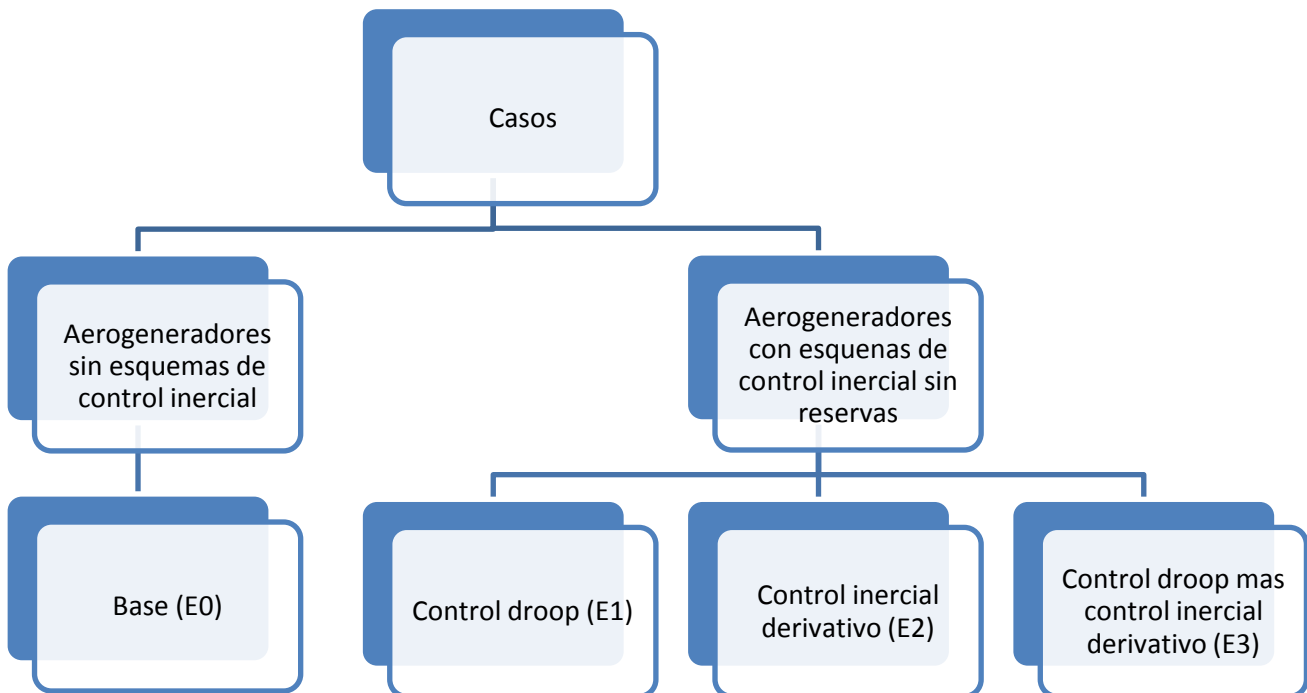 Casos
Aerogeneradores
sin esquemas de
control inercial
Aerogeneradores
con esquenas de
control inercial sin
reservas
Base (E0)
Control droop (E1)
Control inercial
derivativo (E2)
Control droop mas
control inercial
derivativo (E3)